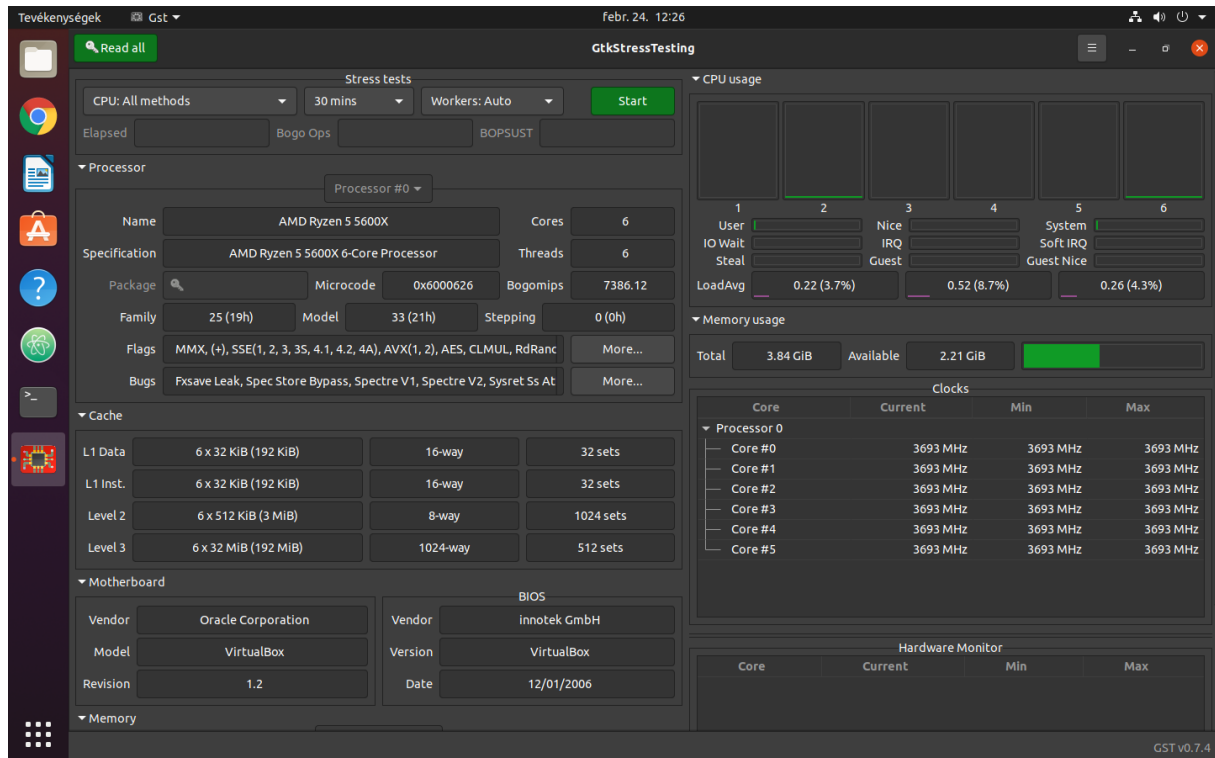 Tevékenységek Gst febr. 24. 12:26
Read all GtkStressTesting
Stress tests
CPU: All methods 30 mins Workers: Auto Start
Elapsed Bogo Ops BOPSUST
Processor
Processor #0
Name AMD Ryzen 5 5600X Cores 6
Specification AMD Ryzen 5 5600X 6-Core Processor Threads 6
Package Microcode 0x6000626 Bogomips 7386.12
Family 25 (19h) Model 33 (21h) Stepping 0 (0h)
Flags MMX, (+), SSE(1, 2, 3, 3S, 4.1, 4.2, 4A), AVX(1, 2), AES, CLMUL, RdRand More...
Bugs Fxsave Leak, Spec Store Bypass, Spectre V1, Spectre V2, Sysret Ss At More...
Cache
L1 Data 6 x 32 KiB (192 KiB) 16-way 32 sets
L1 Inst. 6 x 32 KiB (192 KiB) 16-way 32 sets
Level 2 6 x 512 KiB (3 MiB) 8-way 1024 sets
Level 3 6 x 32 MiB (192 MiB) 1024-way 512 sets
Motherboard
Vendor Oracle Corporation
Model VirtualBox
Revision 1.2
BIOS
Vendor innotek GmbH
Version VirtualBox
Date 12/01/2006
Memory
CPU usage
1 2 3 4 5 6
User Nice System
IO Wait IRQ Soft IRQ
Steal Guest Guest Nice
LoadAvg 0.22 (3.7%) 0.52 (8.7%) 0.26 (4.3%)
Memory usage
Total 3.84 GiB Available 2.21 GiB
Clocks
Core Current Min Max
Processor 0
Core #0 3693 MHz 3693 MHz 3693 MHz
Core #1 3693 MHz 3693 MHz 3693 MHz
Core #2 3693 MHz 3693 MHz 3693 MHz
Core #3 3693 MHz 3693 MHz 3693 MHz
Core #4 3693 MHz 3693 MHz 3693 MHz
Core #5 3693 MHz 3693 MHz 3693 MHz
Hardware Monitor
Core Current Min Max
GST v0.7.4